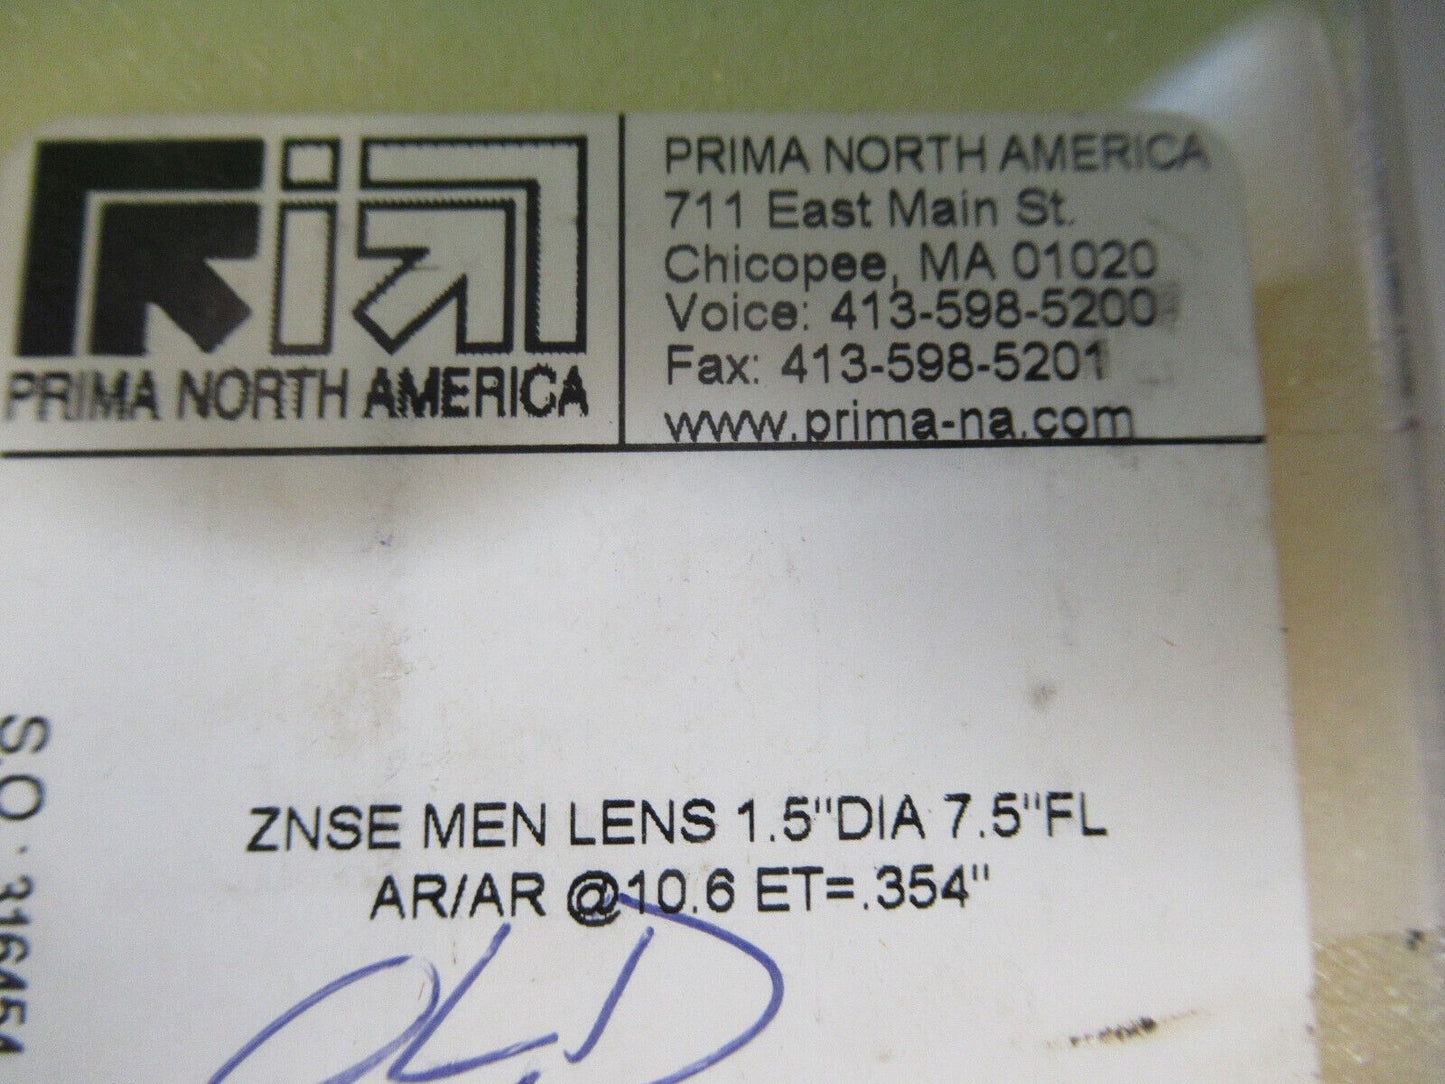 PRIMA NORTH AMERICA
PRIMA NORTH AMERICA
711 East Main St.
Chicopee, MA 01020
Voice: 413-598-5200
Fax: 413-598-5201
www.prima-na.com
S.O : 316454
ZNSE MEN LENS 1.5"DIA 7.5"FL
AR/AR @10.6 ET=.354"
OLD